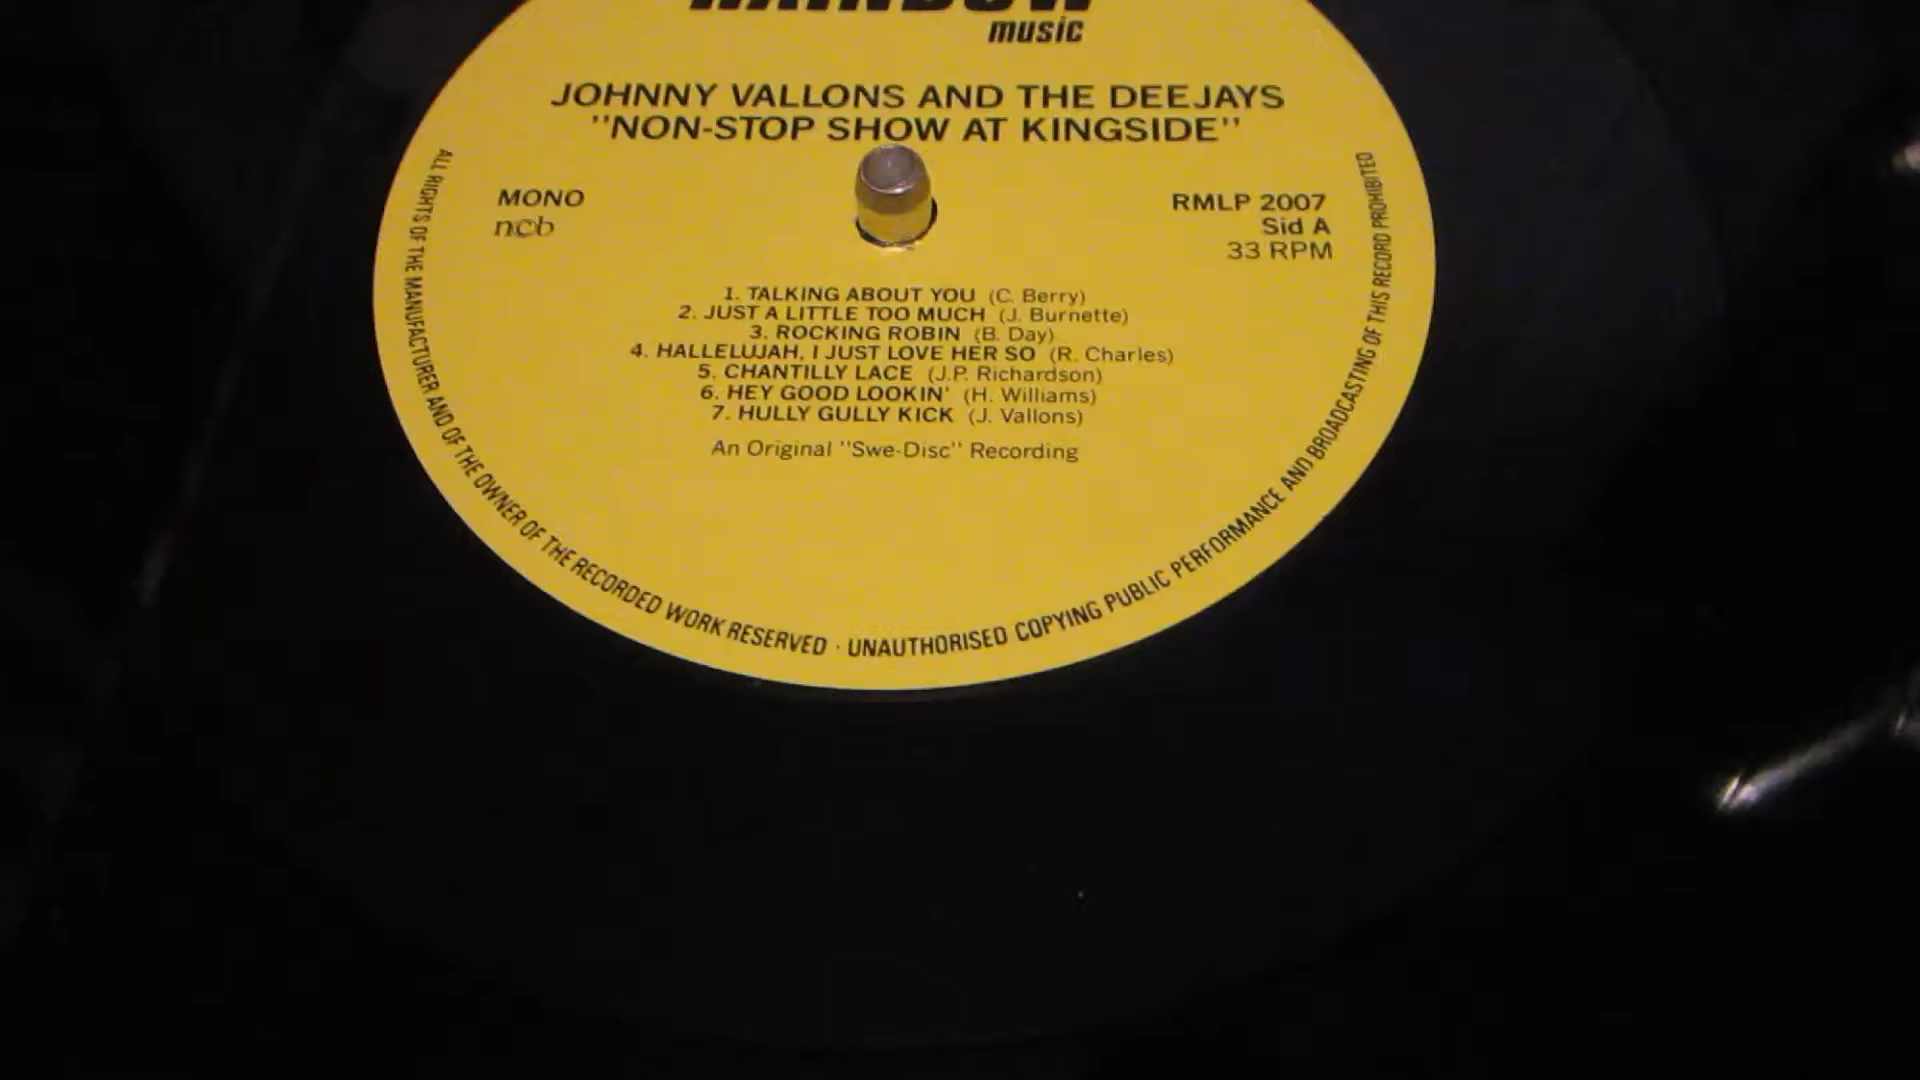 RAINBOW
music
JOHNNY VALLONS AND THE DEEJAYS
"NON-STOP SHOW AT KINGSIDE"
MONO
ncb
RMLP 2007
Sid A
33 RPM
1. TALKING ABOUT YOU (C. Berry)
2. JUST A LITTLE TOO MUCH (J. Burnette)
3. ROCKING ROBIN (B. Day)
4. HALLELUJAH, I JUST LOVE HER SO (R. Charles)
5. CHANTILLY LACE (J.P. Richardson)
6. HEY GOOD LOOKIN' (H. Williams)
7. HULLY GULLY KICK (J. Vallons)
An Original "Swe-Disc" Recording
ALL RIGHTS OF THE MANUFACTURER AND OF THE OWNER OF THE RECORDED WORK RESERVED · UNAUTHORISED COPYING PUBLIC PERFORMANCE AND BROADCASTING OF THIS RECORD PROHIBITED